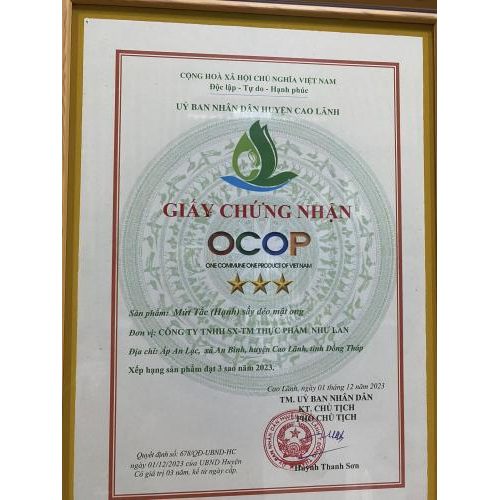 CỘNG HOÀ XÃ HỘI CHỦ NGHĨA VIỆT NAM
Độc lập - Tự do - Hạnh phúc
UỶ BAN NHÂN DÂN HUYỆN CAO LÃNH
GIẤY CHỨNG NHẬN
OCOP
ONE COMMUNE ONE PRODUCT OF VIETNAM
Sản phẩm: Mứt Tắc (Hạnh) sấy dẻo mật ong
Đơn vị: CÔNG TY TNHH SX-TM THỰC PHẨM NHƯ LAN
Địa chỉ: Ấp An Lạc, xã An Bình, huyện Cao Lãnh, tỉnh Đồng Tháp
Xếp hạng sản phẩm đạt 3 sao năm 2023.
Cao Lãnh, ngày 01 tháng 12 năm 2023
TM. UỶ BAN NHÂN DÂN
KT. CHỦ TỊCH
PHÓ CHỦ TỊCH
Quyết định số: 678/QĐ-UBND-HC
ngày 01/12/2023 của UBND Huyện
Có giá trị 03 năm, kể từ ngày cấp.
Huỳnh Thanh Sơn